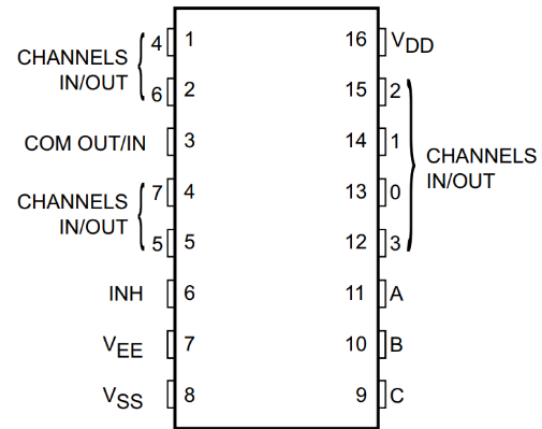 4 1 16 VDD
CHANNELS
IN/OUT
6 2 15 2
COM OUT/IN 3 14 1
CHANNELS
IN/OUT
7 4 13 0
CHANNELS
IN/OUT
5 5 12 3
INH 6 11 A
VEE 7 10 B
VSS 8 9 C